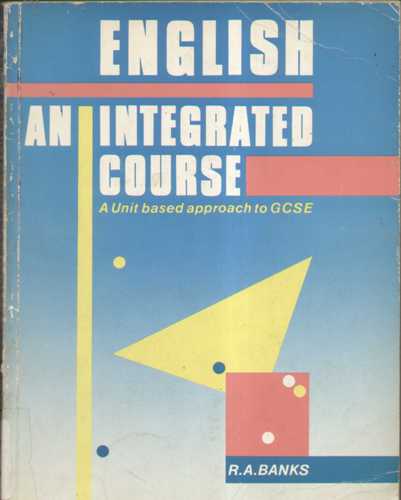 ENGLISH
AN INTEGRATED
COURSE
A Unit based approach to GCSE
R.A.BANKS